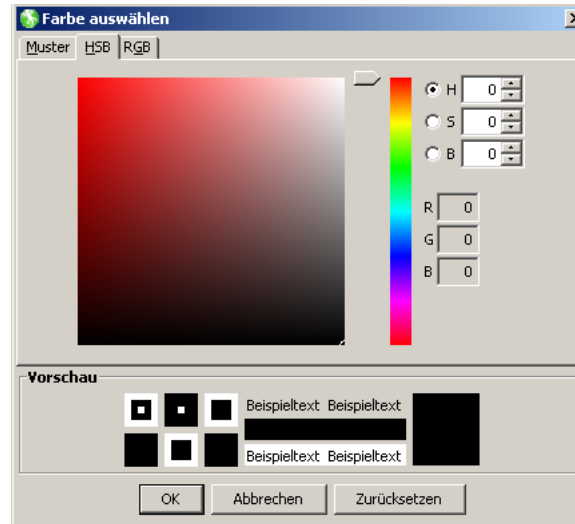 Farbe auswählen
Muster HSB RGB
H 0
S 0
B 0
R 0
G 0
B 0
Vorschau
Beispieltext Beispieltext
Beispieltext Beispieltext
OK Abbrechen Zurücksetzen